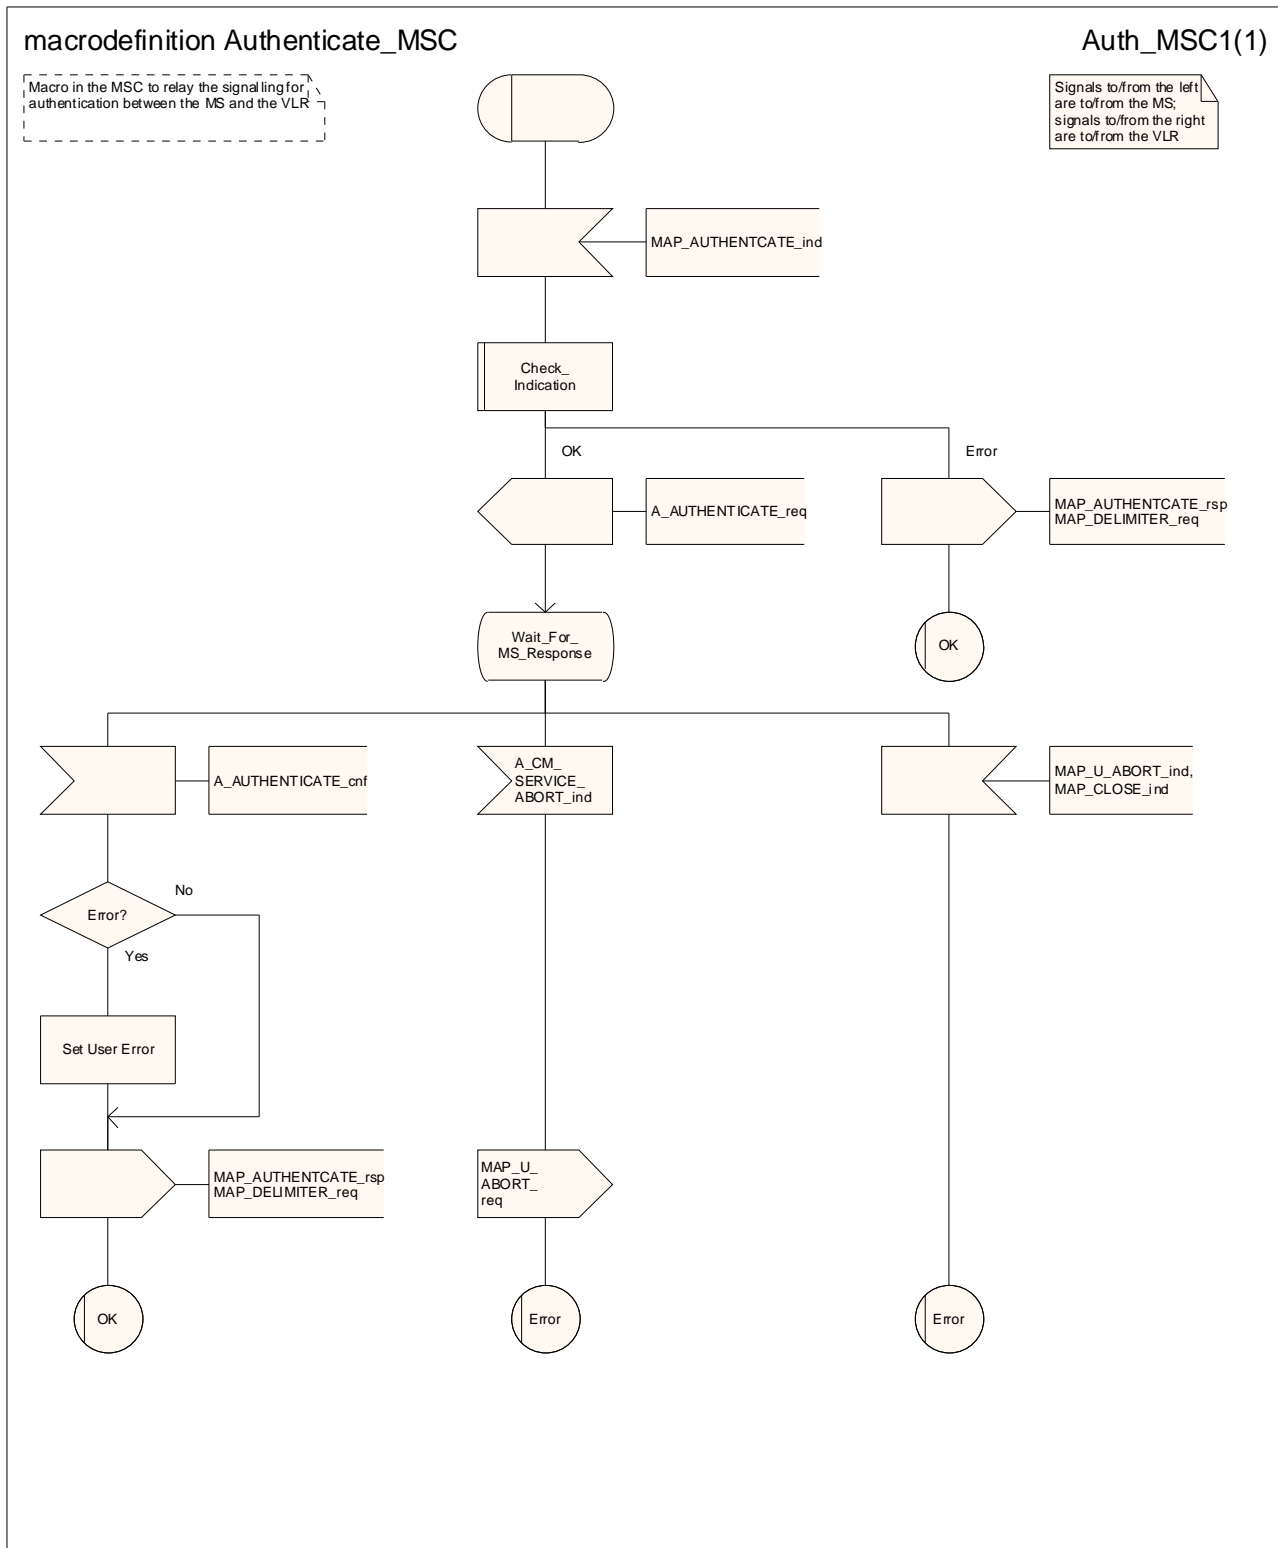 macrodefinition Authenticate_MSC
Auth_MSC1(1)
Macro in the MSC to relay the signalling for
authentication between the MS and the VLR
Signals to/from the left
are to/from the MS;
signals to/from the right
are to/from the VLR
MAP_AUTHENTCATE_ind
Check_
Indication
OK
Error
A_AUTHENTICATE_req
MAP_AUTHENTCATE_rsp
MAP_DELIMITER_req
Wait_For_
MS_Response
OK
A_AUTHENTICATE_cnf
A_CM_
SERVICE_
ABORT_ind
MAP_U_ABORT_ind,
MAP_CLOSE_ind
No
Error?
Yes
Set User Error
MAP_AUTHENTCATE_rsp
MAP_DELIMITER_req
MAP_U_
ABORT_
req
OK
Error
Error